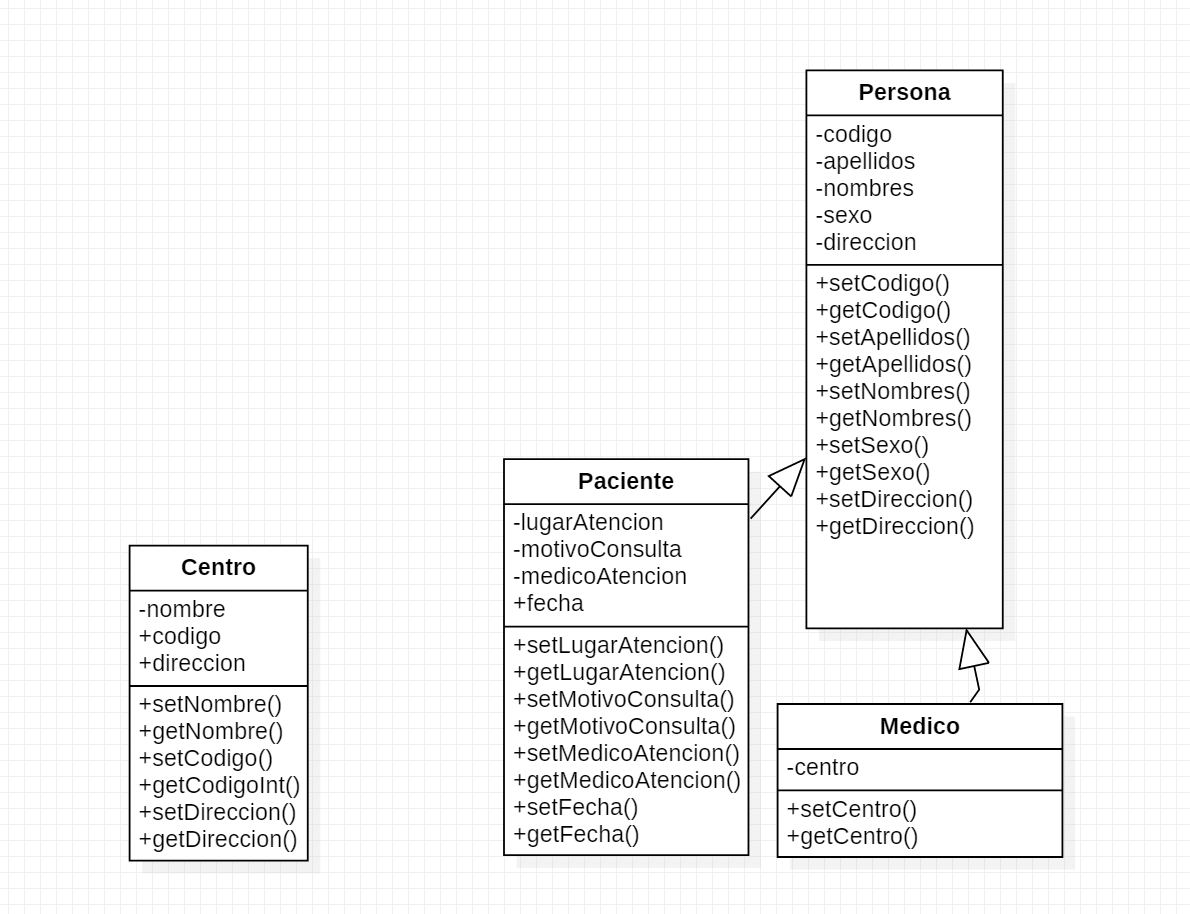 Persona
-codigo
-apellidos
-nombres
-sexo
-direccion
+setCodigo()
+getCodigo()
+setApellidos()
+getApellidos()
+setNombres()
+getNombres()
+setSexo()
+getSexo()
+setDireccion()
+getDireccion()
Paciente
-lugarAtencion
-motivoConsulta
-medicoAtencion
+fecha
+setLugarAtencion()
+getLugarAtencion()
+setMotivoConsulta()
+getMotivoConsulta()
+setMedicoAtencion()
+getMedicoAtencion()
+setFecha()
+getFecha()
Centro
-nombre
+codigo
+direccion
+setNombre()
+getNombre()
+setCodigo()
+getCodigoInt()
+setDireccion()
+getDireccion()
Medico
-centro
+setCentro()
+getCentro()